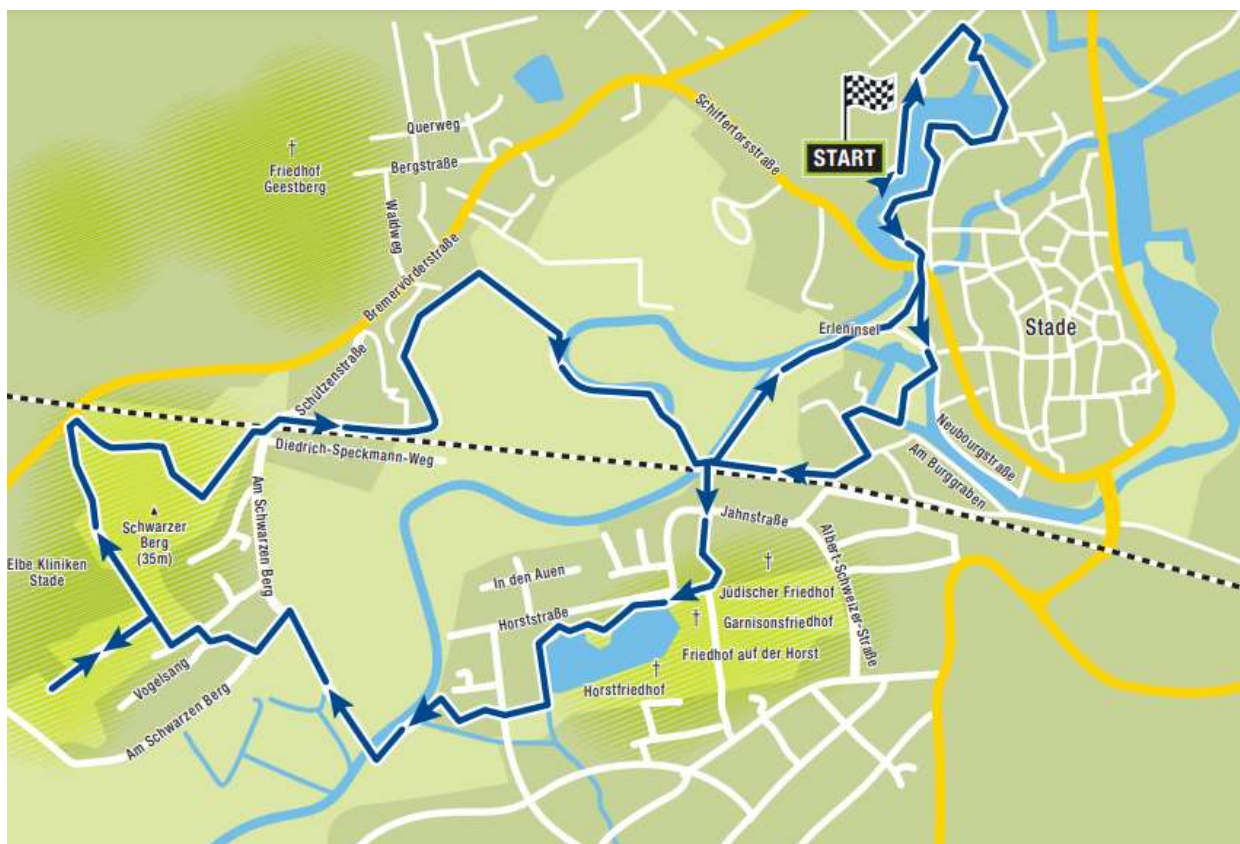 Querweg
Bergstraße
Waldweg
†
Friedhof
Geestberg
Schiffertorsstraße
START
Bremervörderstraße
Schützenstraße
Erleninsel
Stade
Diedrich-Speckmann-Weg
Neubourgstraße
Am Burggraben
Am Schwarzen Berg
Schwarzer
Berg
(35m)
Elbe Kliniken
Stade
Jahnstraße
Albert-Schweizer-Straße
In den Auen
Horststraße
†
Jüdischer Friedhof
†
Garnisonsfriedhof
Friedhof auf der Horst
†
Horstfriedhof
Vogelsang
Am Schwarzen Berg